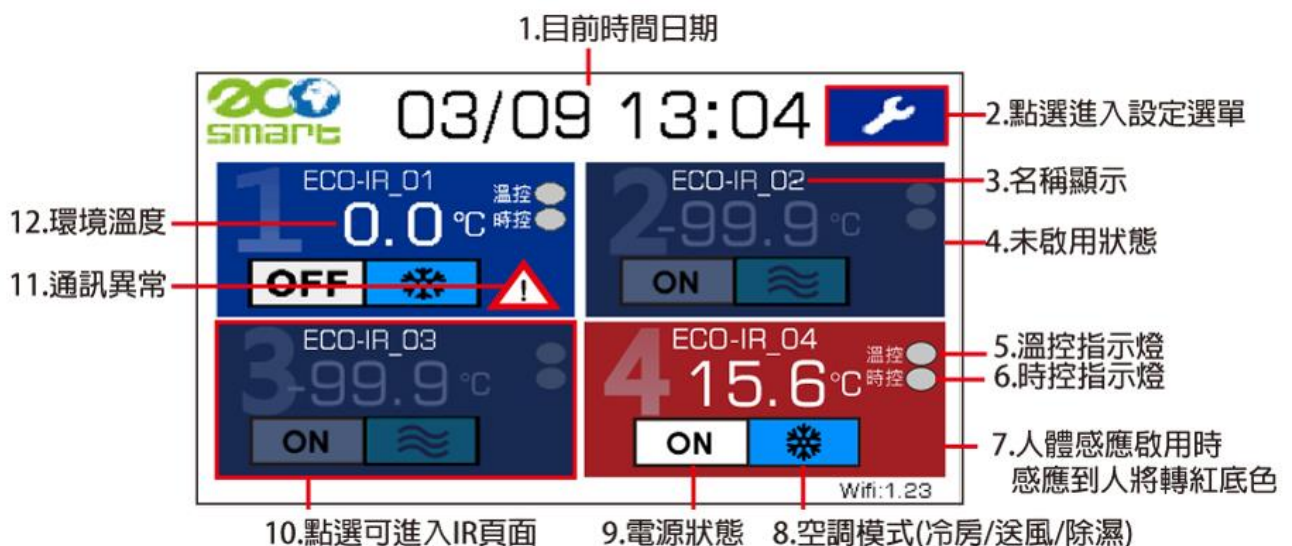 1.目前時間日期
eco
smart
03/09 13:04
2.點選進入設定選單
1
ECO-IR_01
溫控
0.0 °C
時控
OFF
2
ECO-IR_02
-99.9 °C
ON
3.名稱顯示
4.未啟用狀態
12.環境溫度
11.通訊異常
!
3
ECO-IR_03
-99.9 °C
ON
4
ECO-IR_04
溫控
15.6 °C
時控
ON
5.溫控指示燈
6.時控指示燈
7.人體感應啟用時
感應到人將轉紅底色
Wifi:1.23
10.點選可進入IR頁面
9.電源狀態
8.空調模式(冷房/送風/除濕)